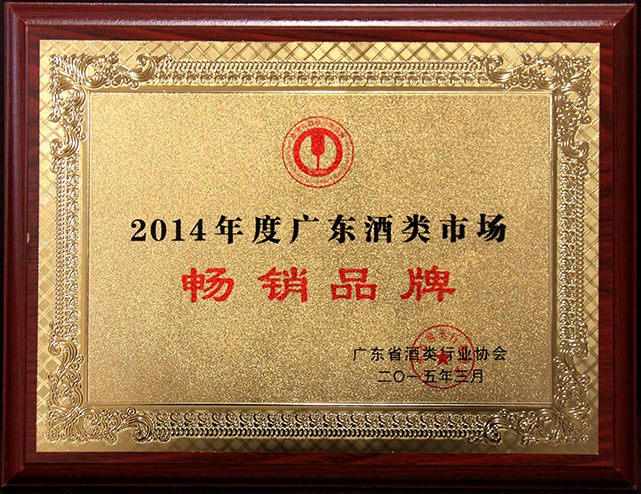 2014年度广东酒类市场
畅销品牌
广东省酒类行业协会
二〇一五年三月